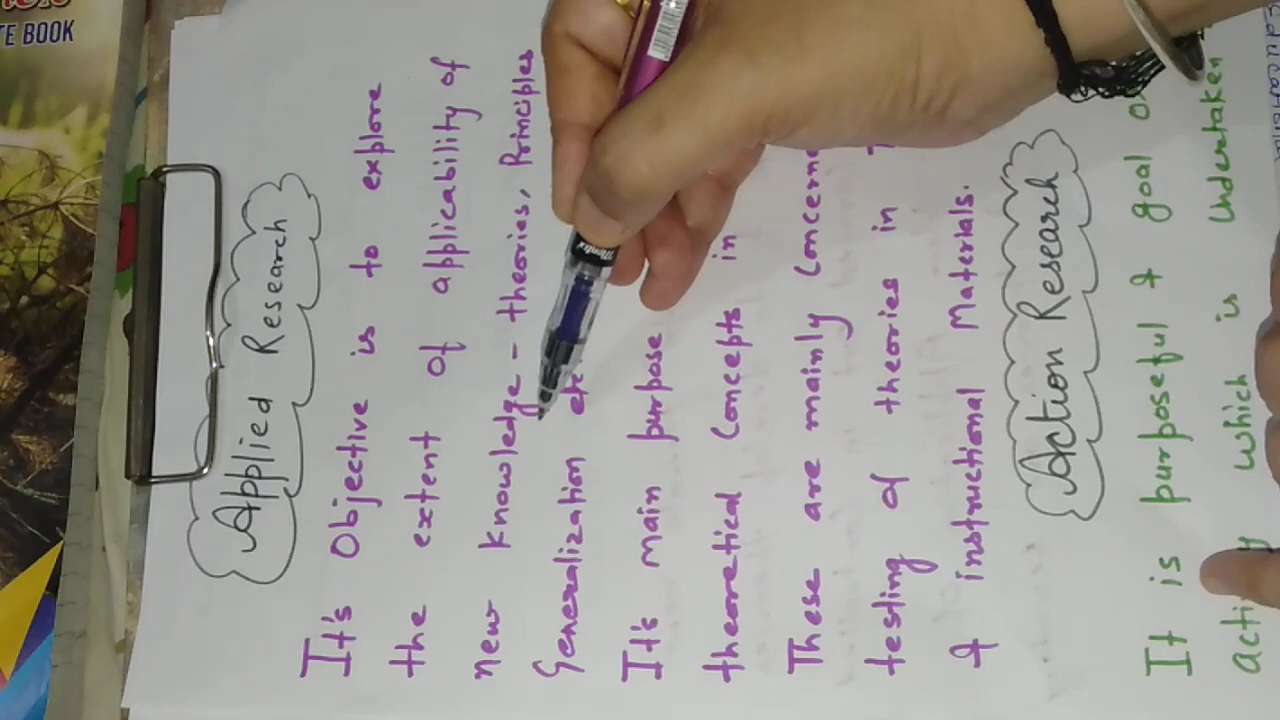 TE BOOK
Applied Research
It's Objective is to explore
the extent of applicability of
new knowledge - theories, Principles
Generalization etc
It's main purpose
theoretical Concepts in
These are mainly
testing of theories in
& instructional Materials.
Action Research
It is purposeful & goal
which is Undertaken